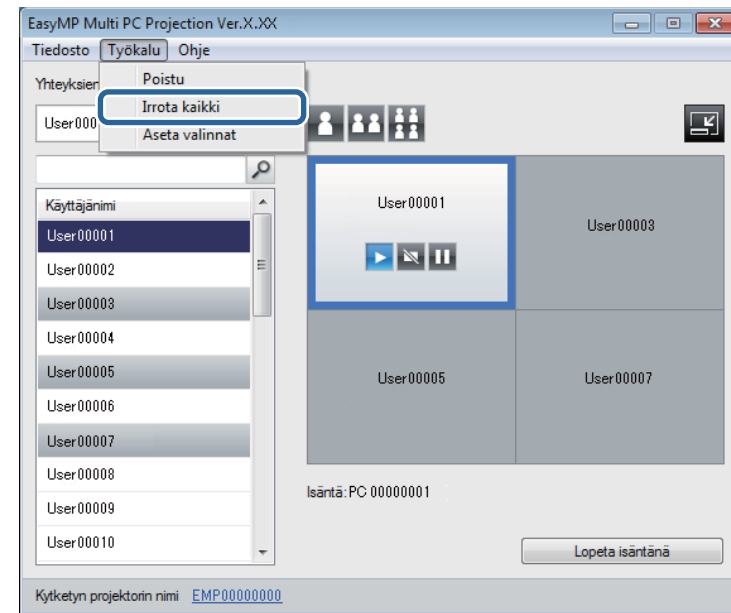 EasyMP Multi PC Projection Ver.X.XX
Tiedosto Työkalu Ohje
Yhteyksien
Poistu
Irrota kaikki
Aseta valinnat
User000
Käyttäjänimi
User00001
User00002
User00003
User00004
User00005
User00006
User00007
User00008
User00009
User00010
User00001
User00003
User00005
User00007
Isäntä:PC 00000001
Lopeta isäntänä
Kytketyn projektorin nimi EMP00000000